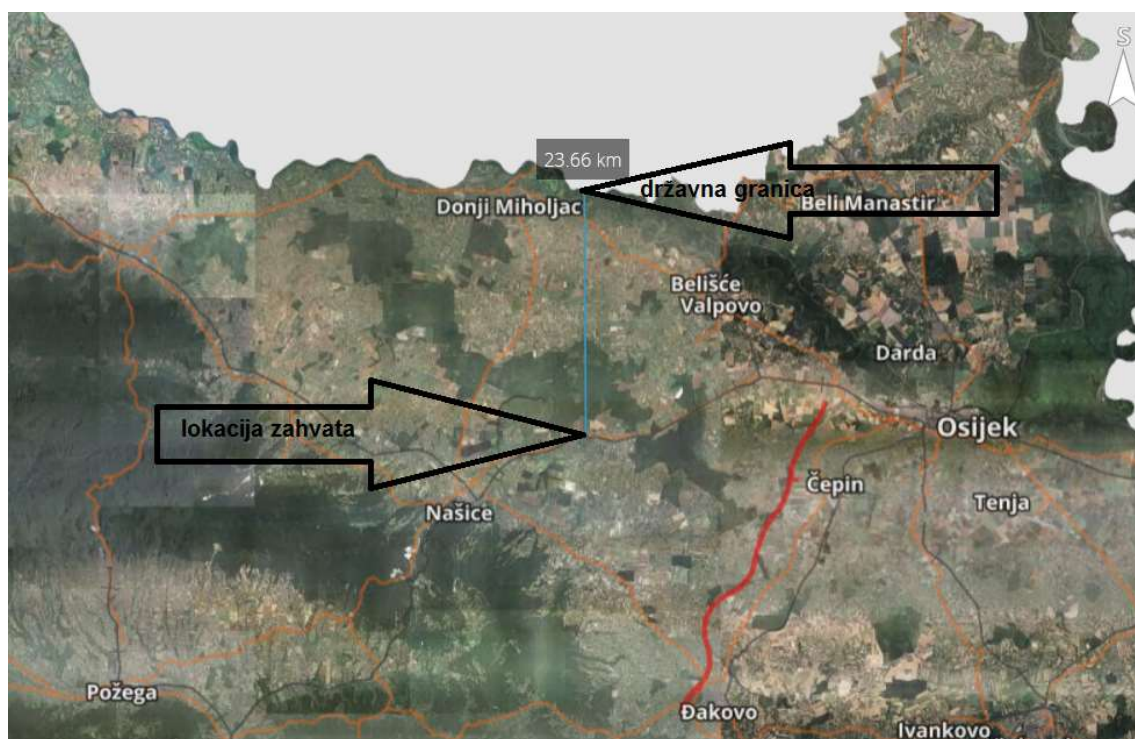 S
23.66 km
državna granica
Donji Miholjac
Beli Manastir
Belišće
Valpovo
Darda
lokacija zahvata
Osijek
Čepin
Našice
Tenja
Požega
Đakovo
Ivankovo